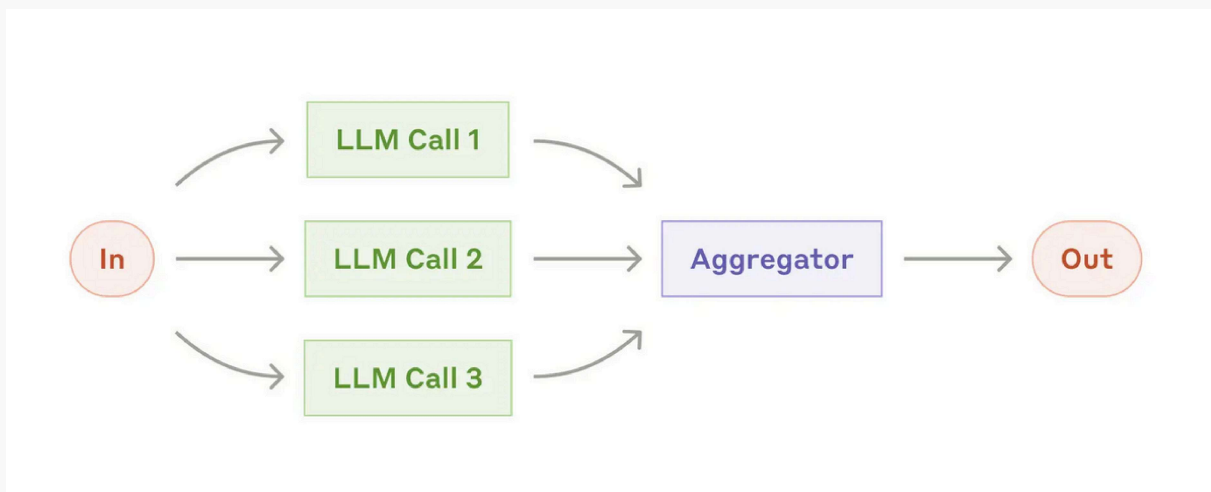 LLM Call 1
In
LLM Call 2
Aggregator
Out
LLM Call 3